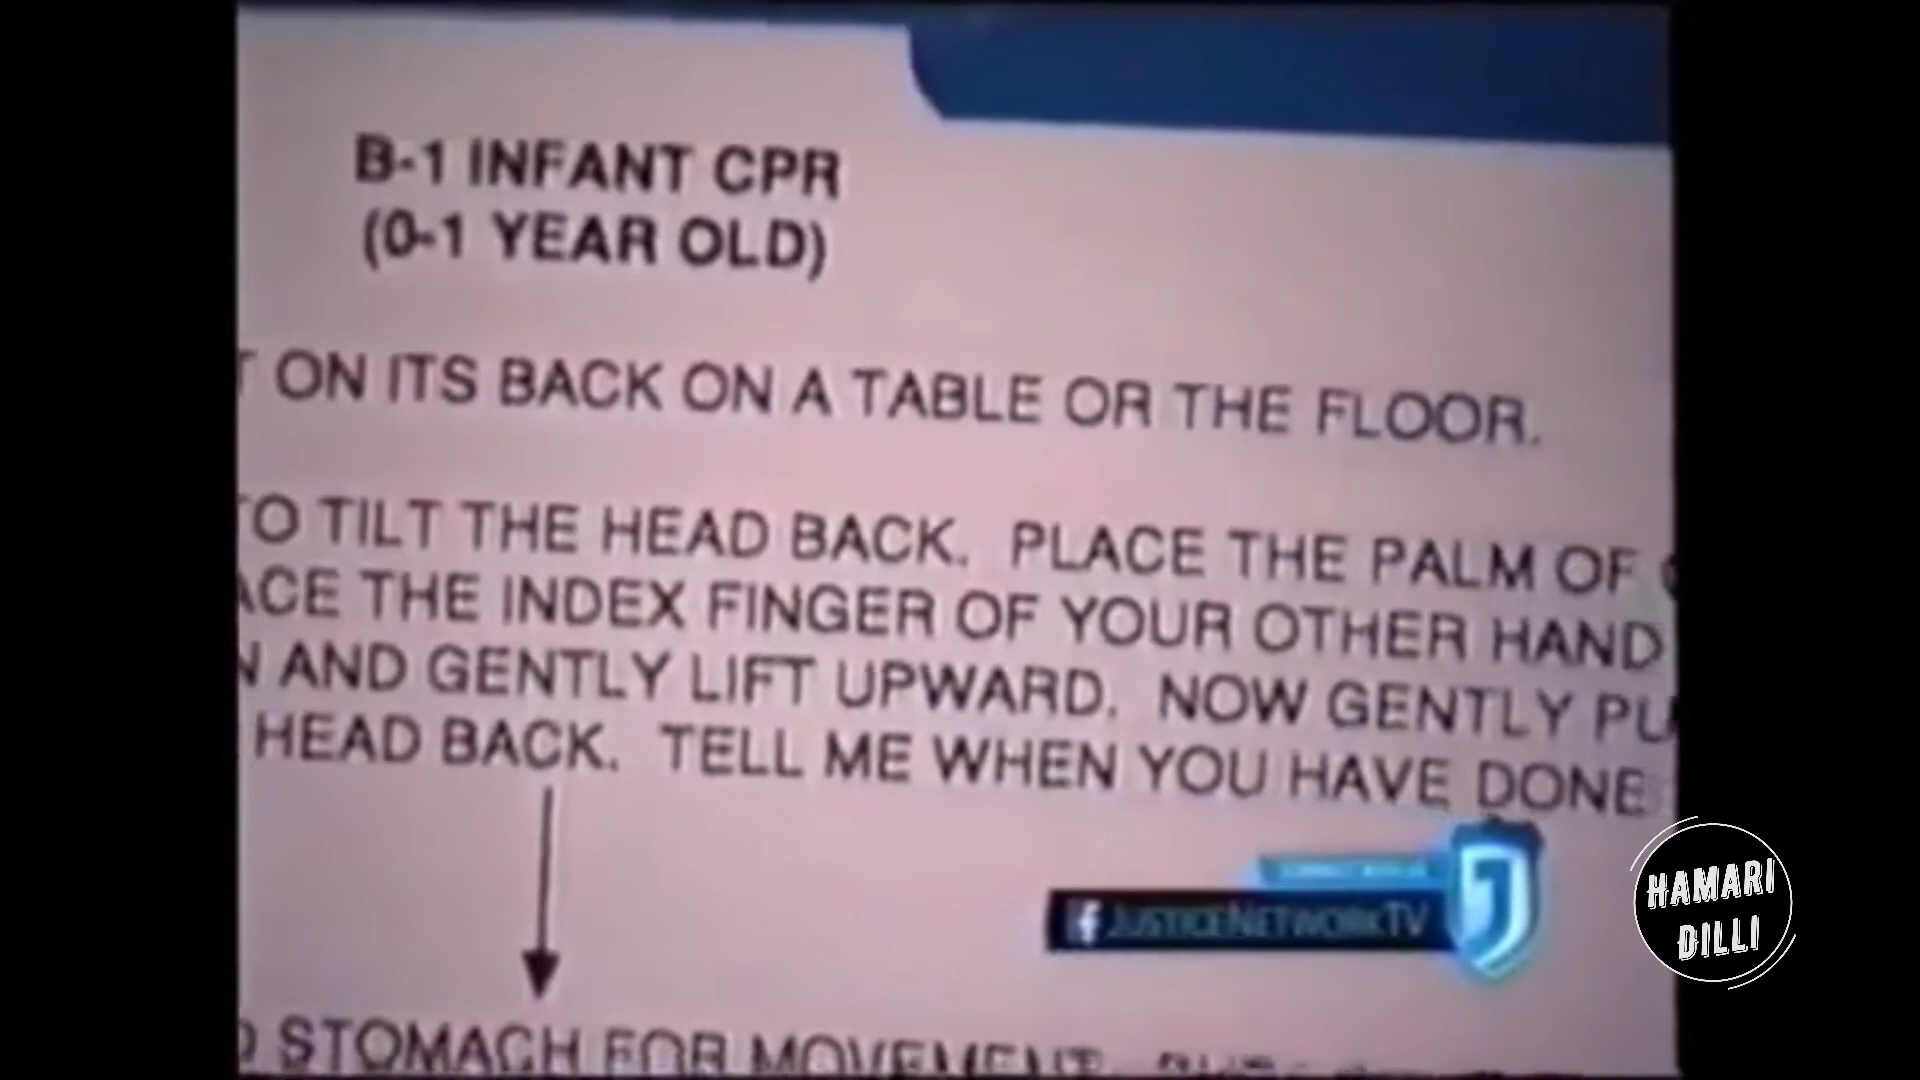 B-1 INFANT CPR
(0-1 YEAR OLD)
ON ITS BACK ON A TABLE OR THE FLOOR.
TO TILT THE HEAD BACK. PLACE THE PALM OF
THE INDEX FINGER OF YOUR OTHER HAND
AND GENTLY LIFT UPWARD. NOW GENTLY
HEAD BACK. TELL ME WHEN YOU HAVE DONE
STOMACH FOR MOVEMENT.
JUSTICENETWORKTV
HAMARI
DILLI